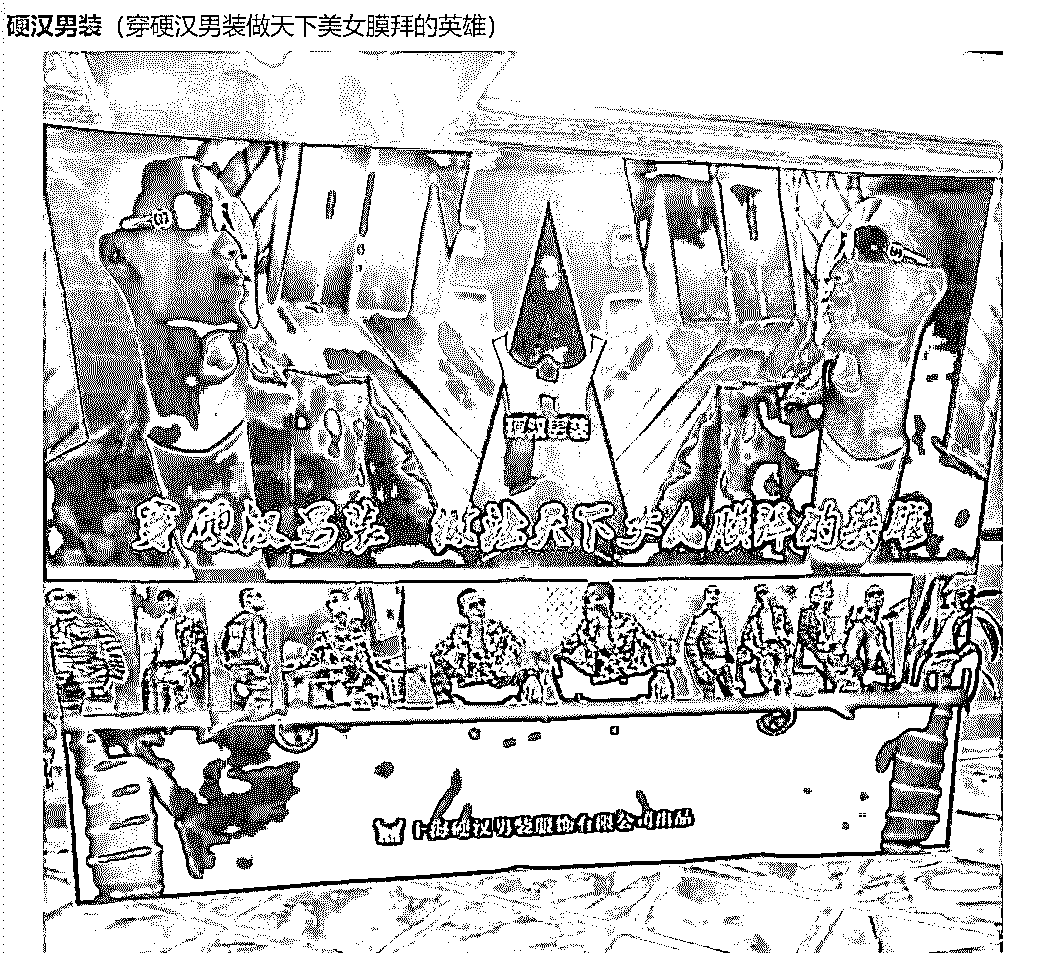 硬汉男装（穿硬汉男装做天下美女膜拜的英雄）
硬汉男装
穿硬汉男装 做让天下女人膜拜的英雄
上海硬汉男装服饰有限公司出品